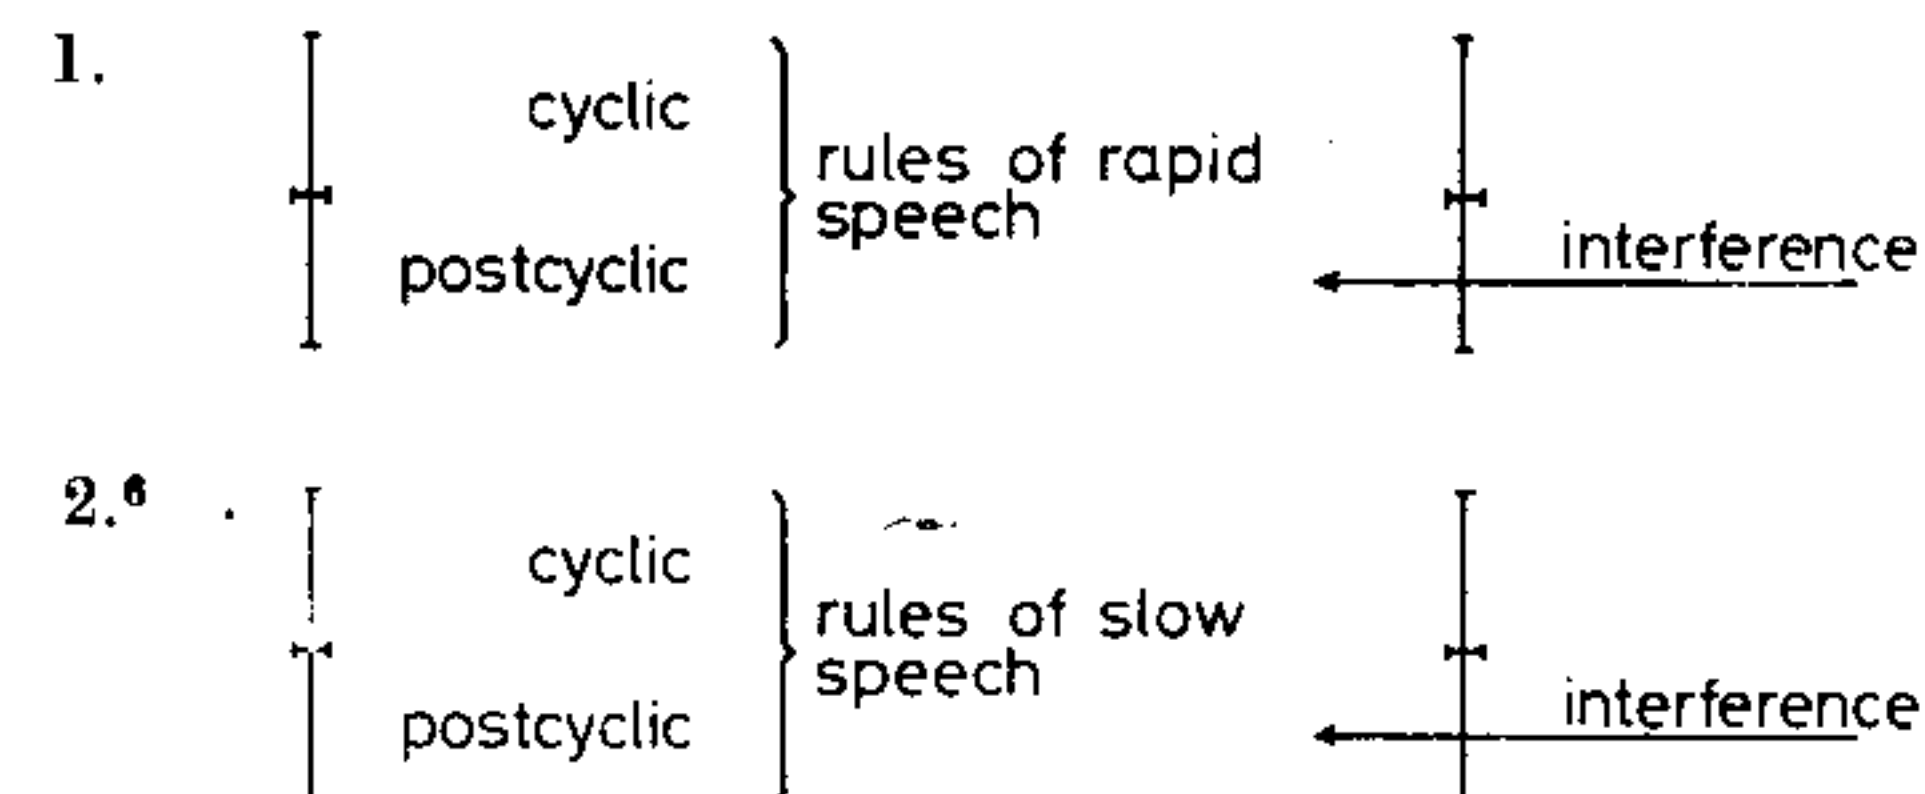 1.
cyclic
rules of rapid
speech
postcyclic
interference
2.⁶
cyclic
rules of slow
speech
postcyclic
interference